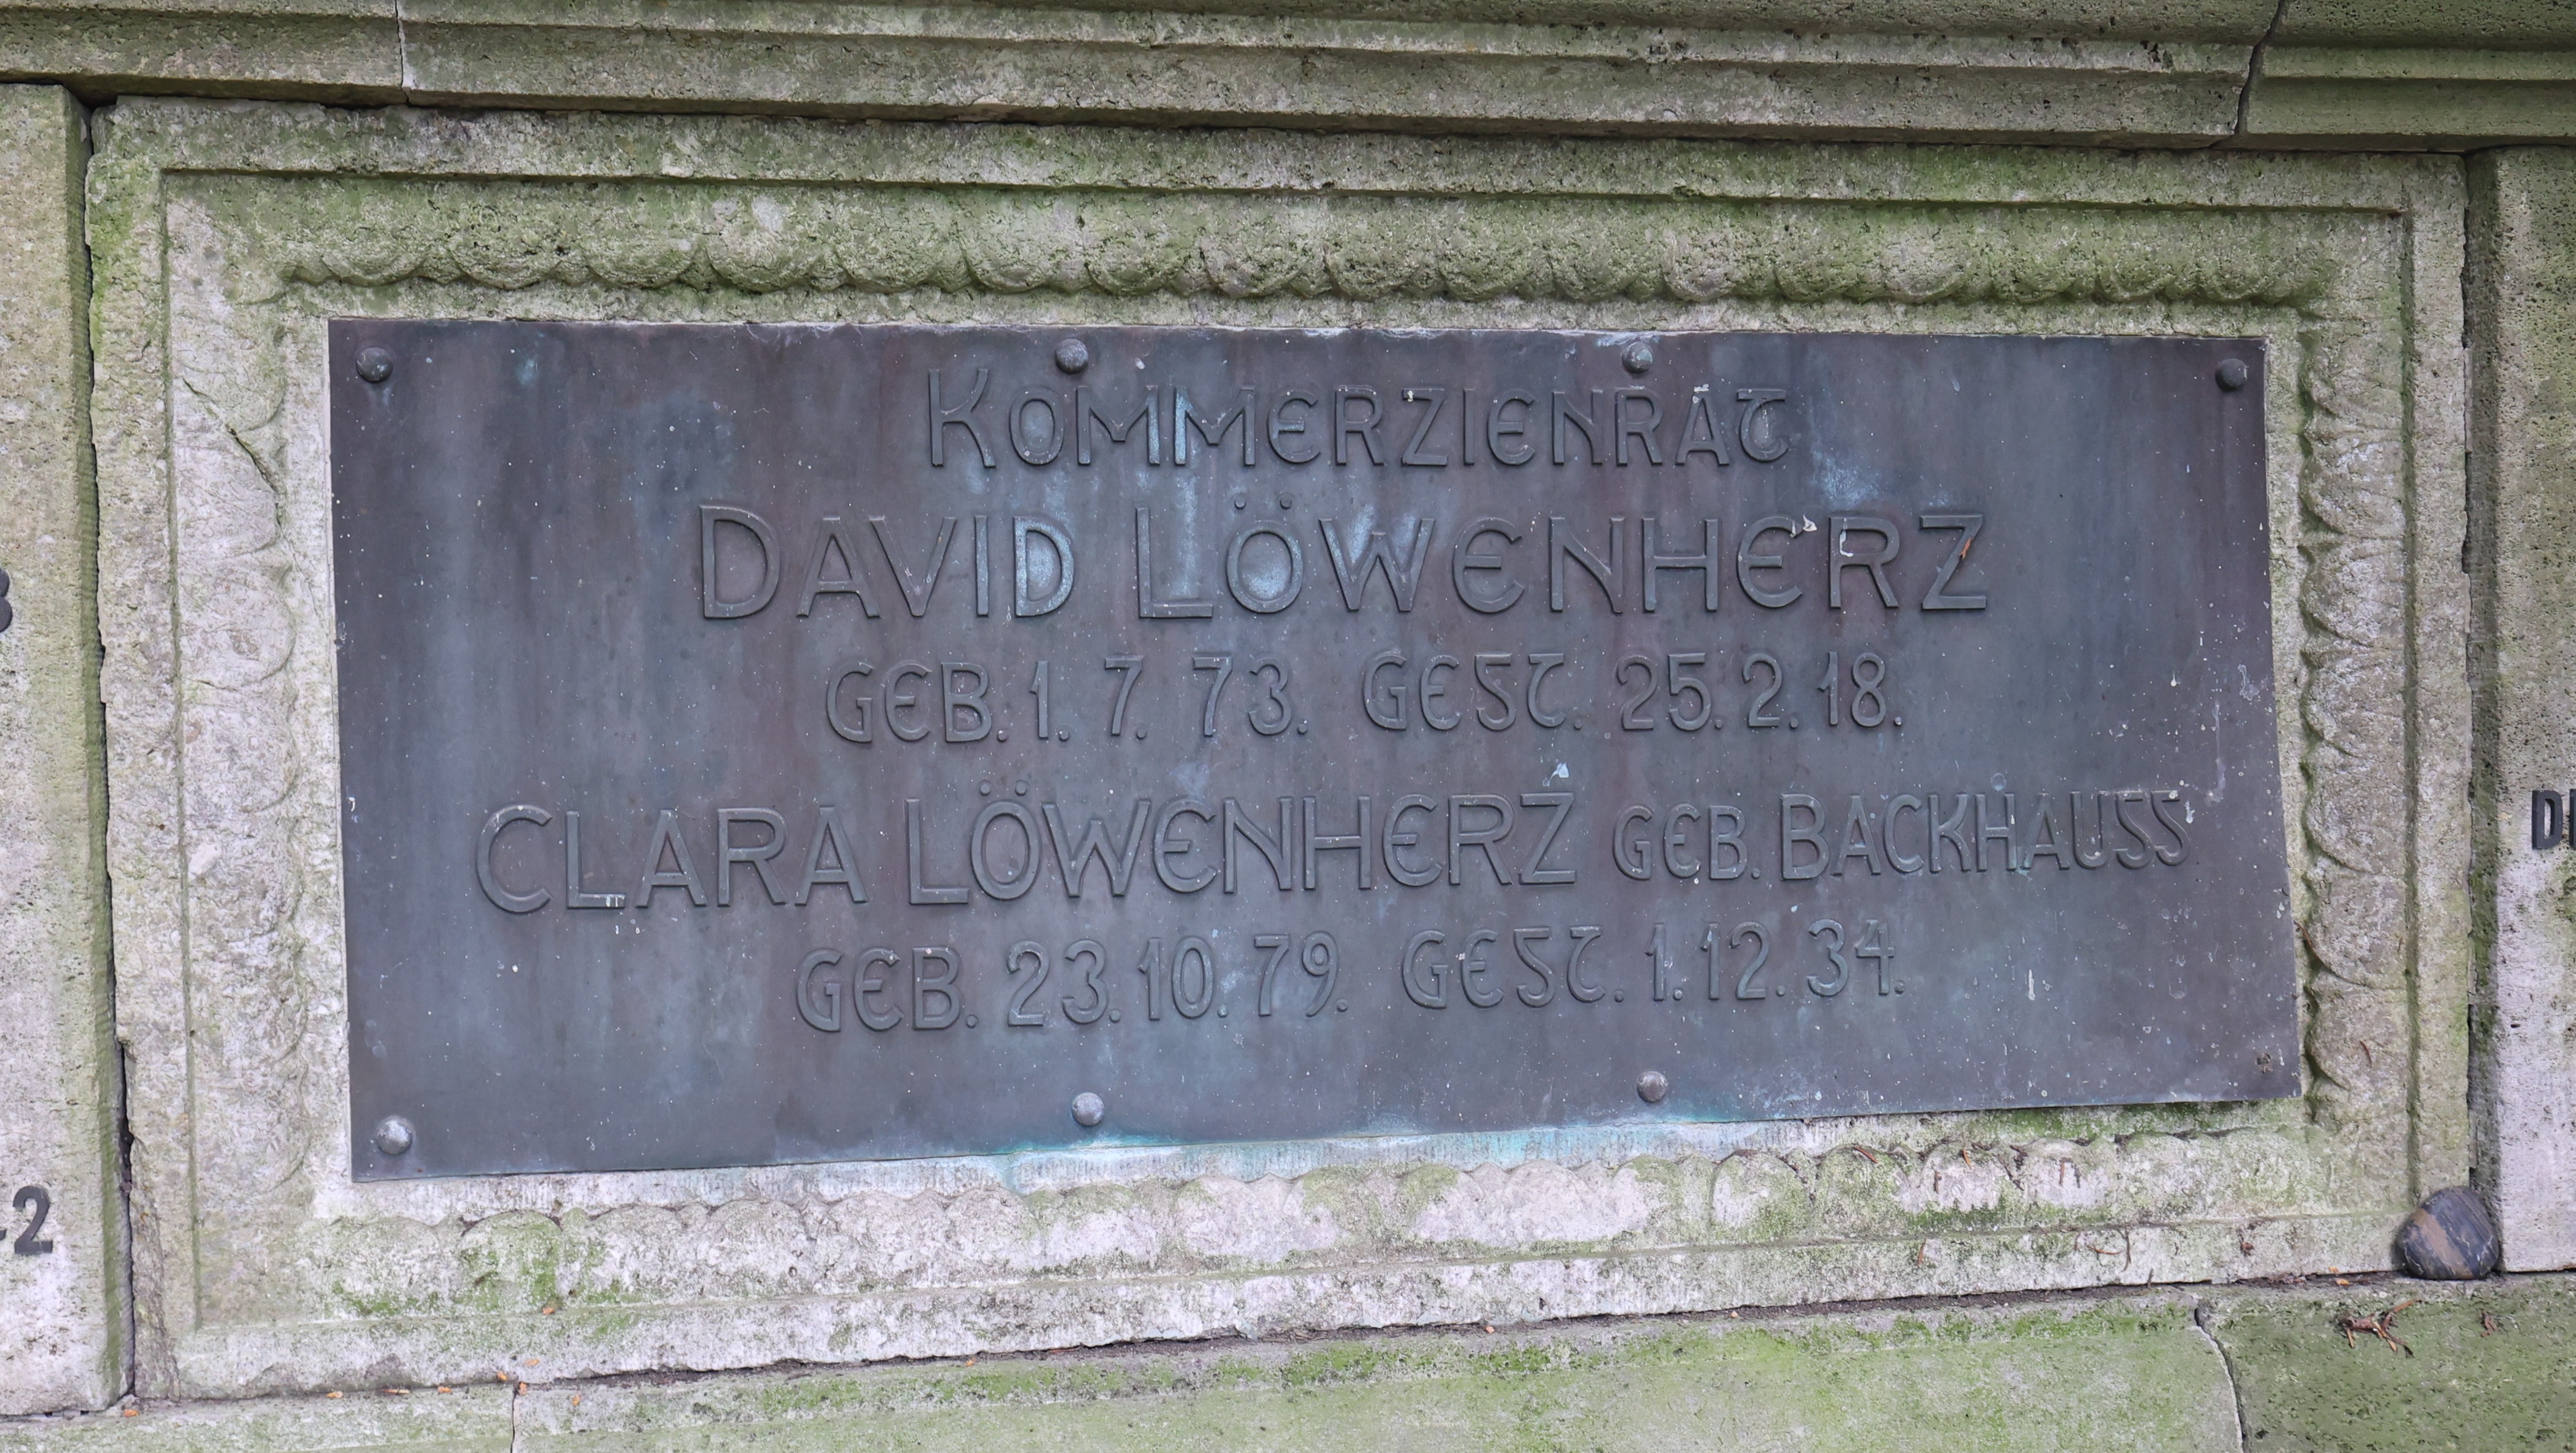 KOMMERZIENRAT
DAVID LÖWENHERZ
GEB. 1. 7. 73. GEST. 25. 2. 18.
CLARA LÖWENHERZ GEB. BACKHAUSS
GEB. 23. 10. 79. GEST. 1. 12. 34.